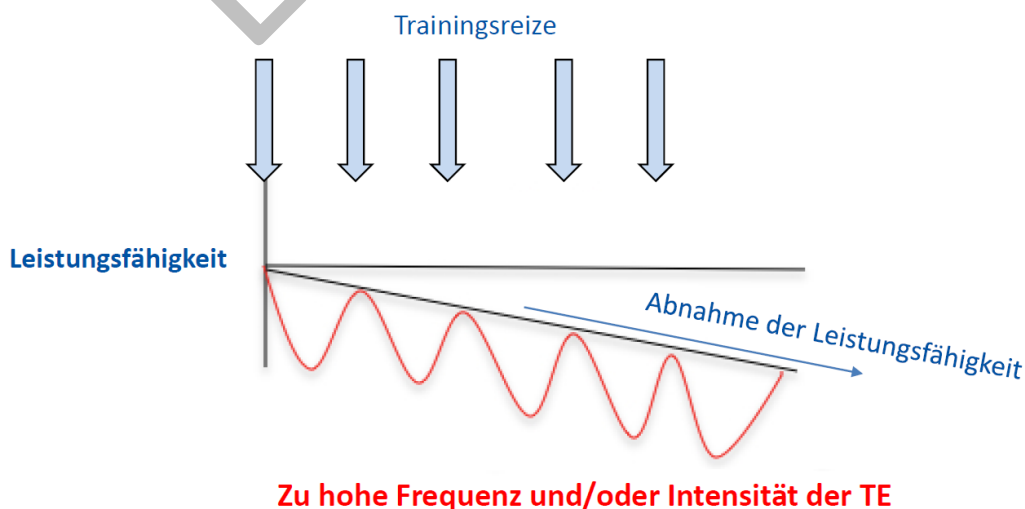 Trainingsreize
Leistungsfähigkeit
Abnahme der Leistungsfähigkeit
Zu hohe Frequenz und/oder Intensität der TE